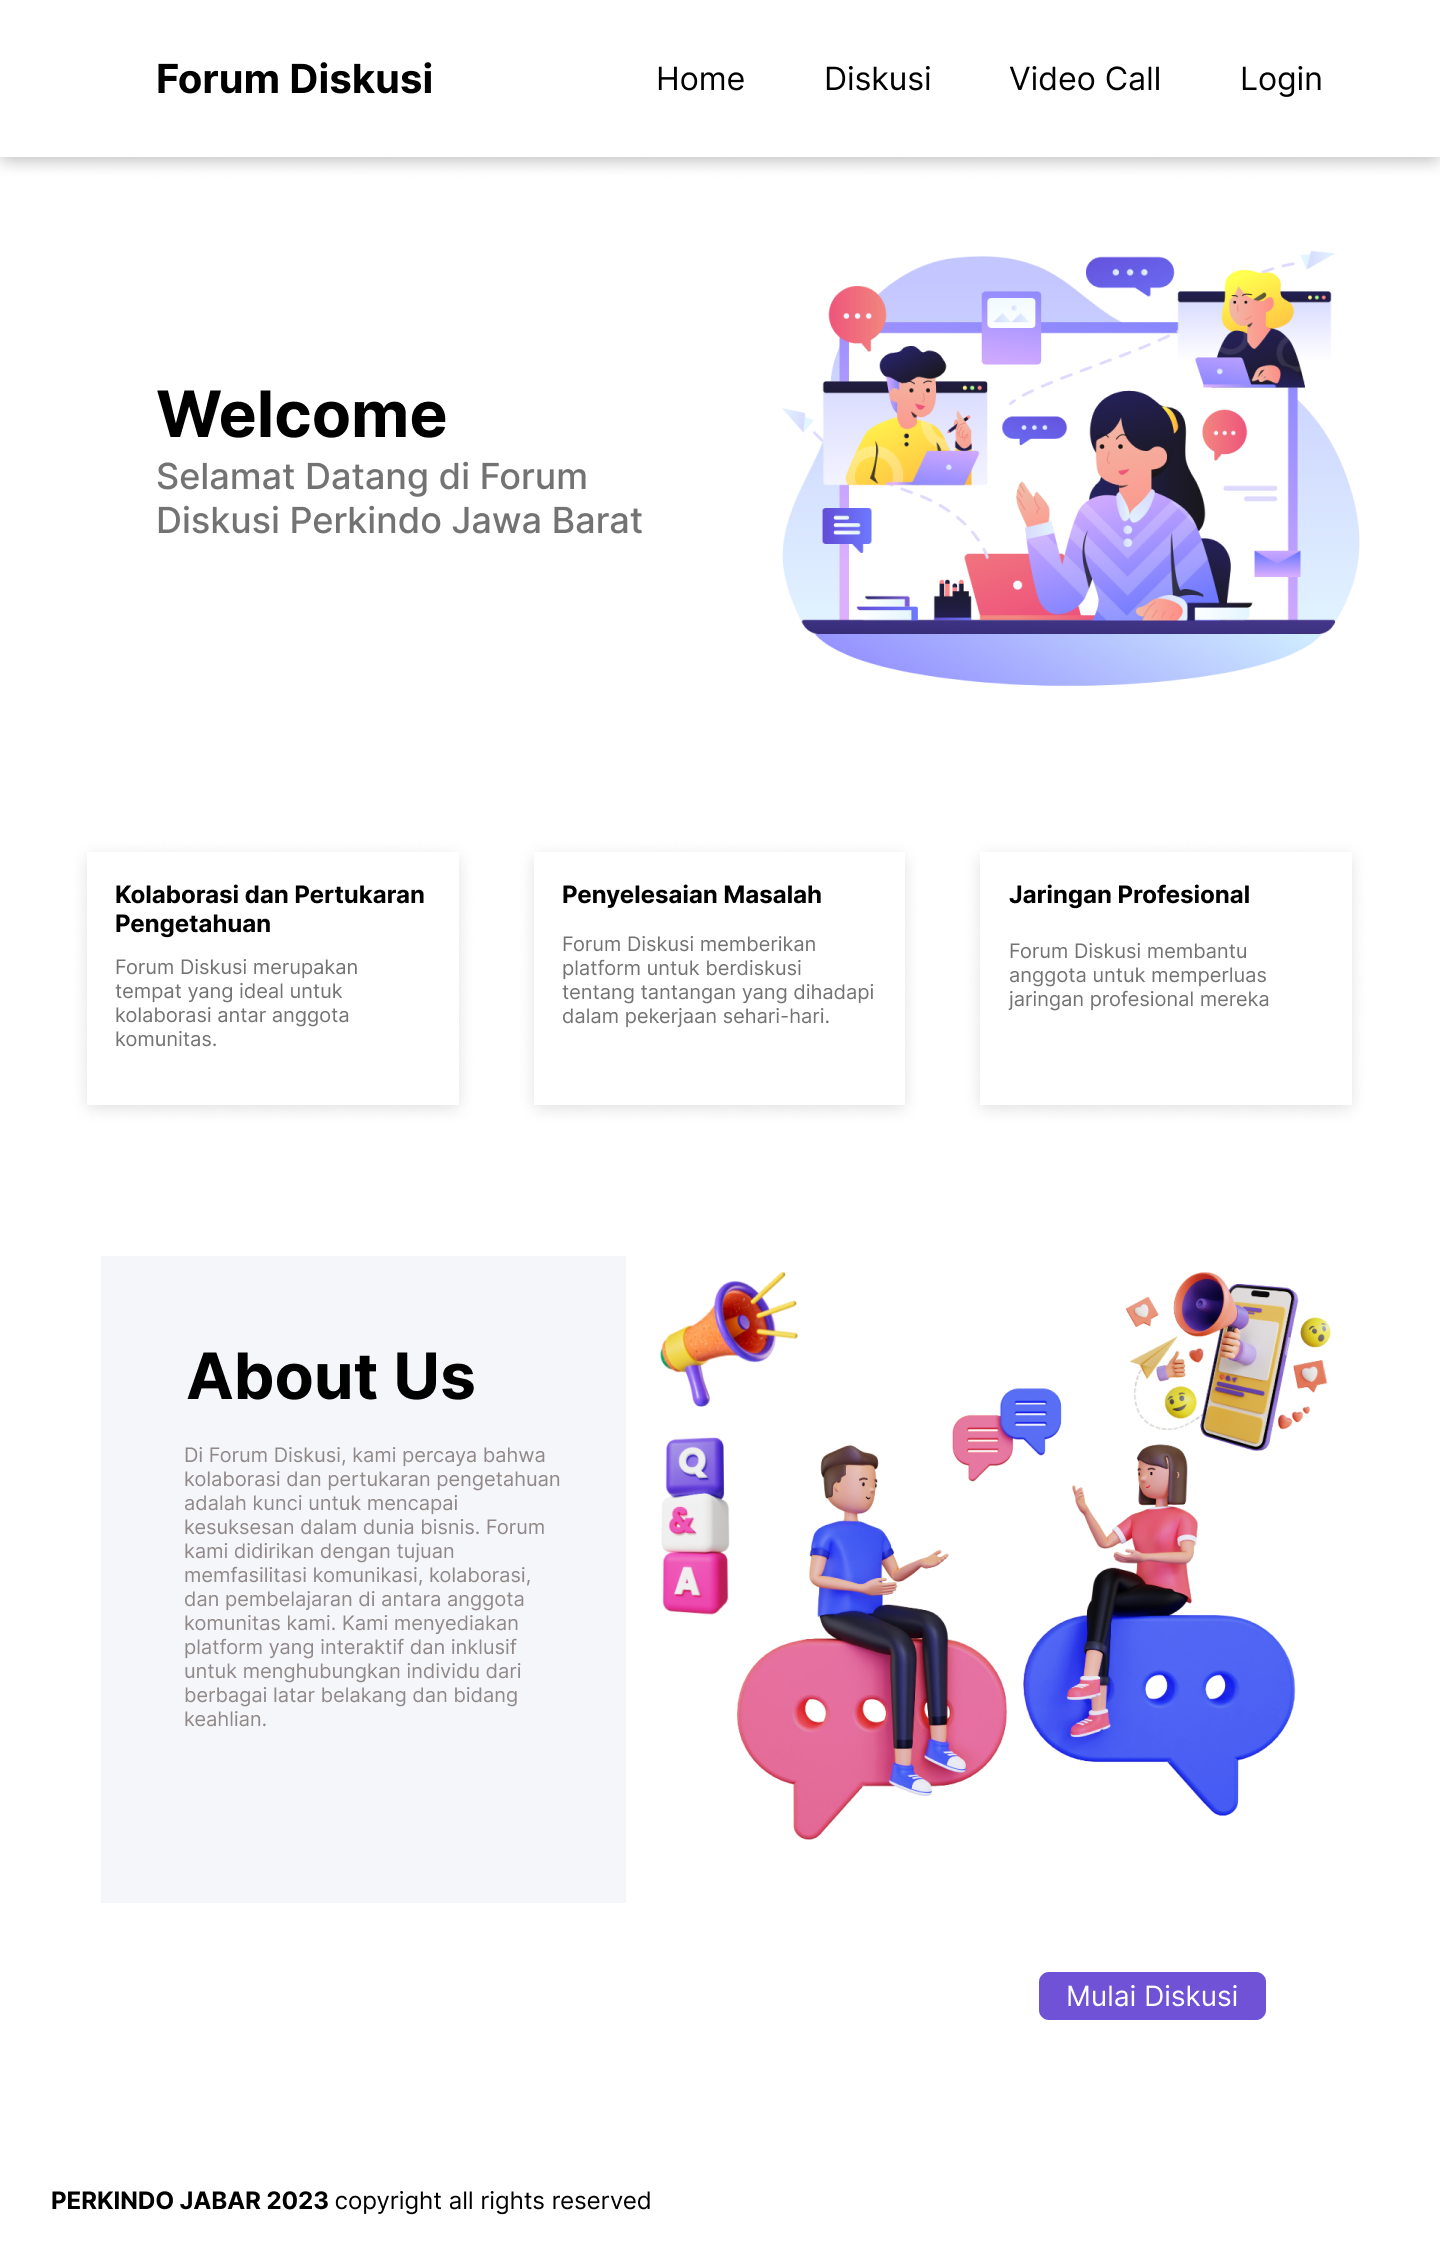 Forum Diskusi
Home
Diskusi
Video Call
Login
Welcome
Selamat Datang di Forum
Diskusi Perkindo Jawa Barat
Kolaborasi dan Pertukaran
Pengetahuan
Forum Diskusi merupakan
tempat yang ideal untuk
kolaborasi antar anggota
komunitas.
Penyelesaian Masalah
Forum Diskusi memberikan
platform untuk berdiskusi
tentang tantangan yang dihadapi
dalam pekerjaan sehari-hari.
Jaringan Profesional
Forum Diskusi membantu
anggota untuk memperluas
jaringan profesional mereka
About Us
Di Forum Diskusi, kami percaya bahwa
kolaborasi dan pertukaran pengetahuan
adalah kunci untuk mencapai
kesuksesan dalam dunia bisnis. Forum
kami didirikan dengan tujuan
memfasilitasi komunikasi, kolaborasi,
dan pembelajaran di antara anggota
komunitas kami. Kami menyediakan
platform yang interaktif dan inklusif
untuk menghubungkan individu dari
berbagai latar belakang dan bidang
keahlian.
Q
&
A
Mulai Diskusi
PERKINDO JABAR 2023 copyright all rights reserved